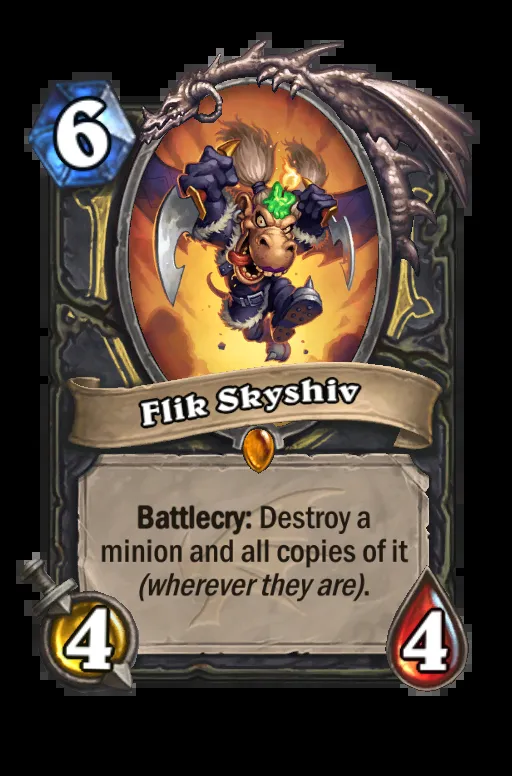 6
Flik Skyshiv
Battlecry: Destroy a
minion and all copies of it
(wherever they are).
4
4